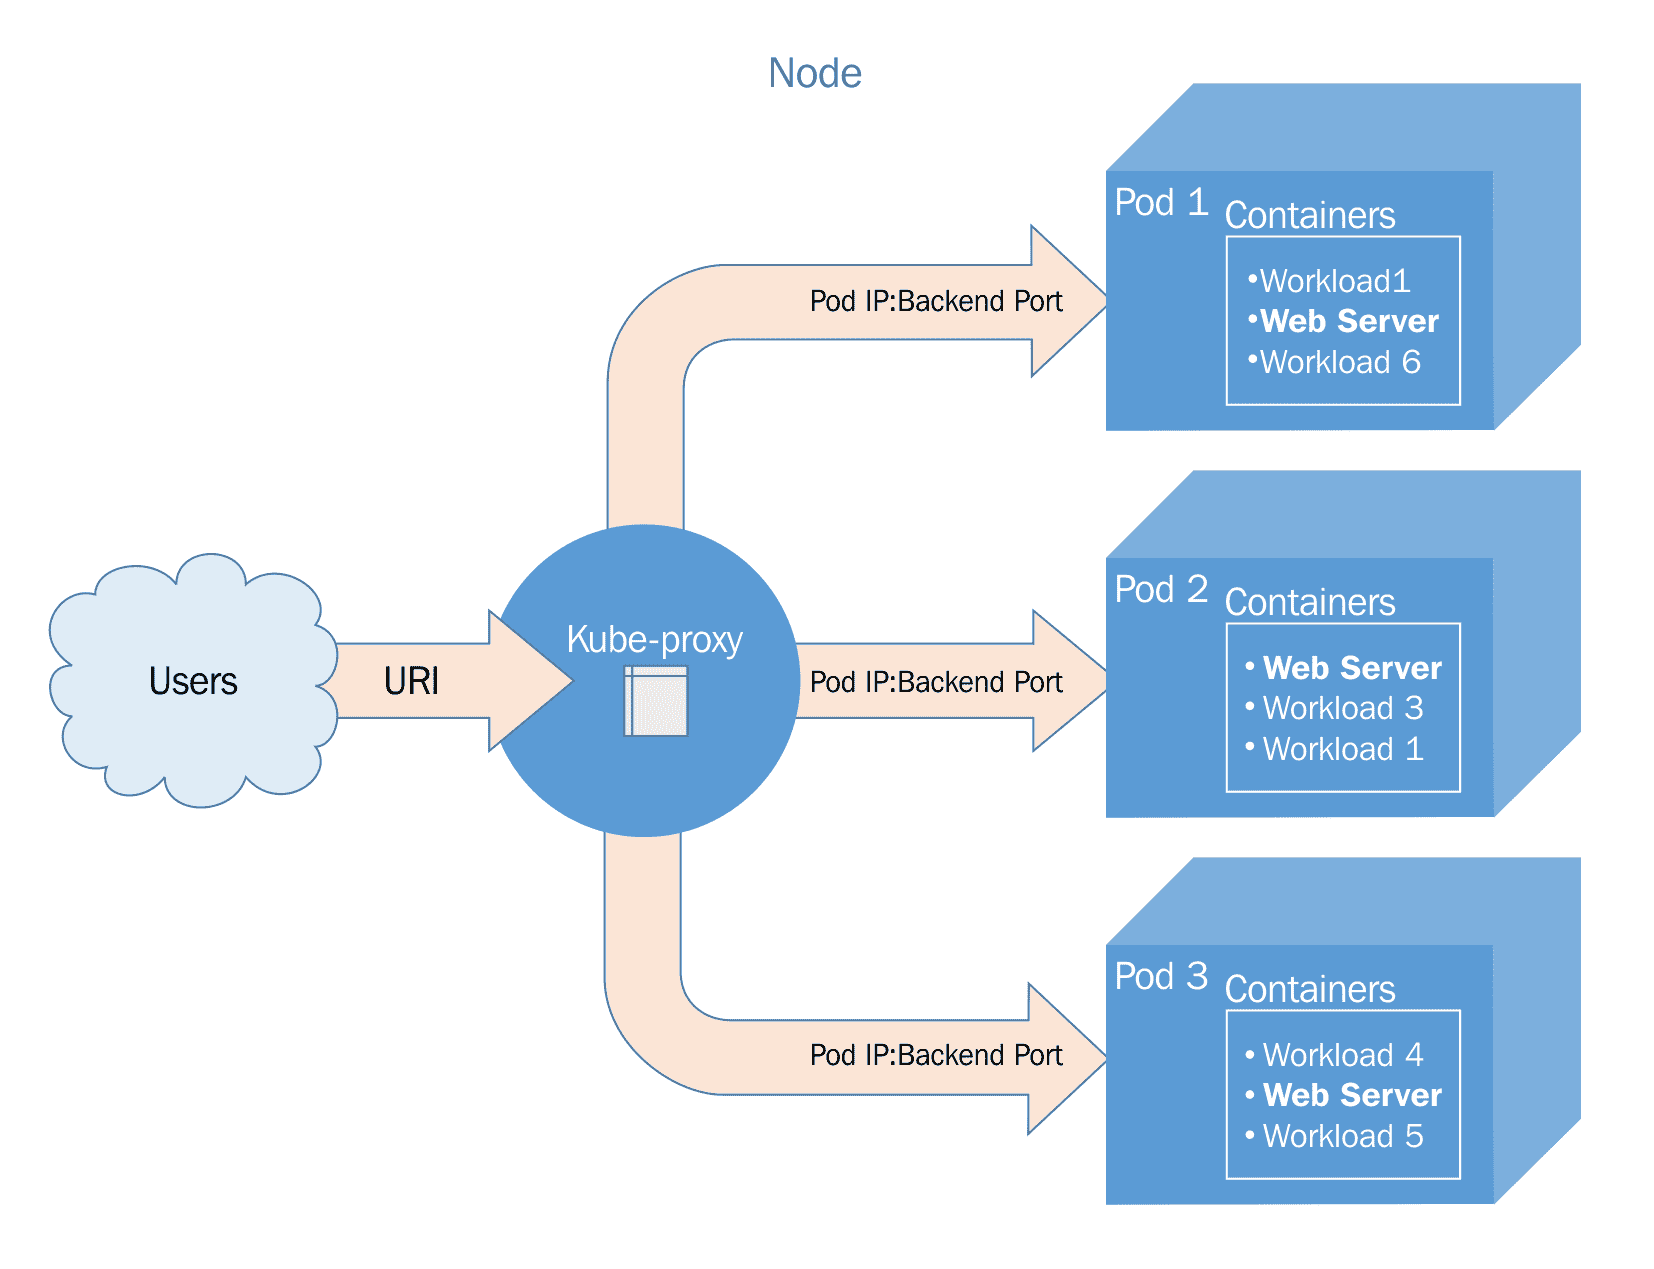 Node
Users
URI
Kube-proxy
Pod IP:Backend Port
Pod 1
Containers
•Workload1
•Web Server
•Workload 6
Pod IP:Backend Port
Pod 2
Containers
• Web Server
• Workload 3
• Workload 1
Pod IP:Backend Port
Pod 3
Containers
• Workload 4
• Web Server
• Workload 5